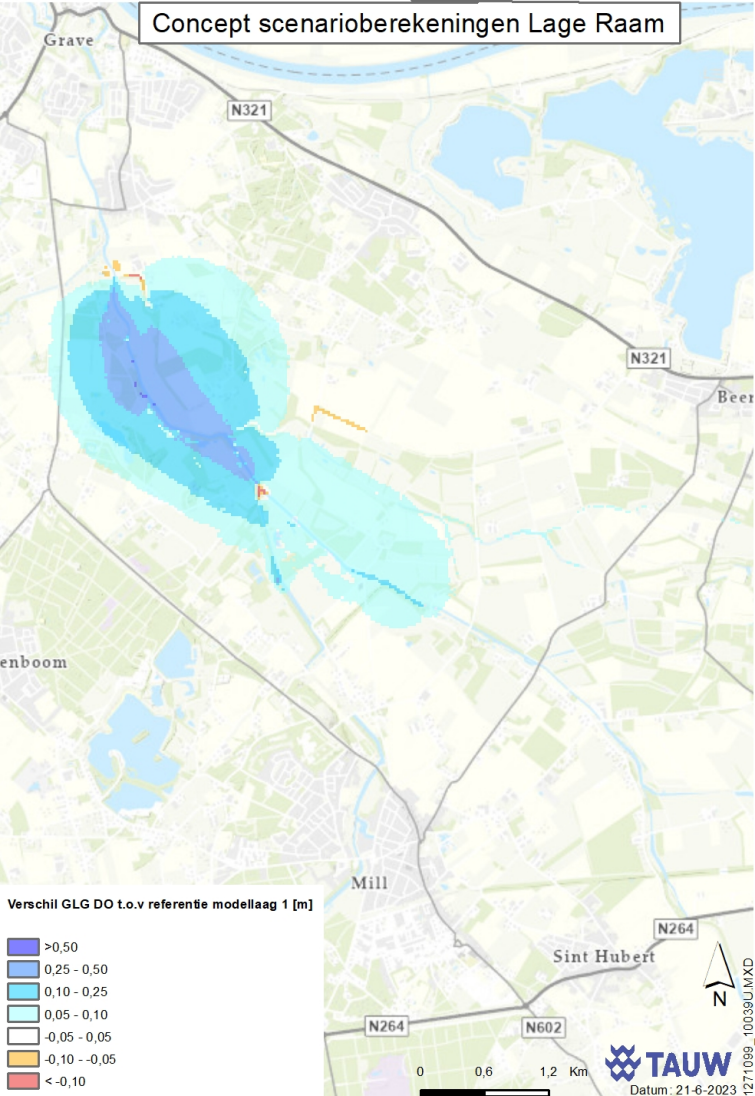 Concept scenarioberekeningen Lage Raam
Grave
N321
N321
Beer
enboom
Mill
Verschil GLG DO t.o.v referentie modellaag 1 [m]
>0,50
0,25 - 0,50
0,10 - 0,25
0,05 - 0,10
-0,05 - 0,05
-0,10 - -0,05
< -0,10
N264
Sint Hubert
N
N264
N602
0 0,6 1,2 Km
TAUW
Datum: 21-6-2023
1271099_10039U.MXD